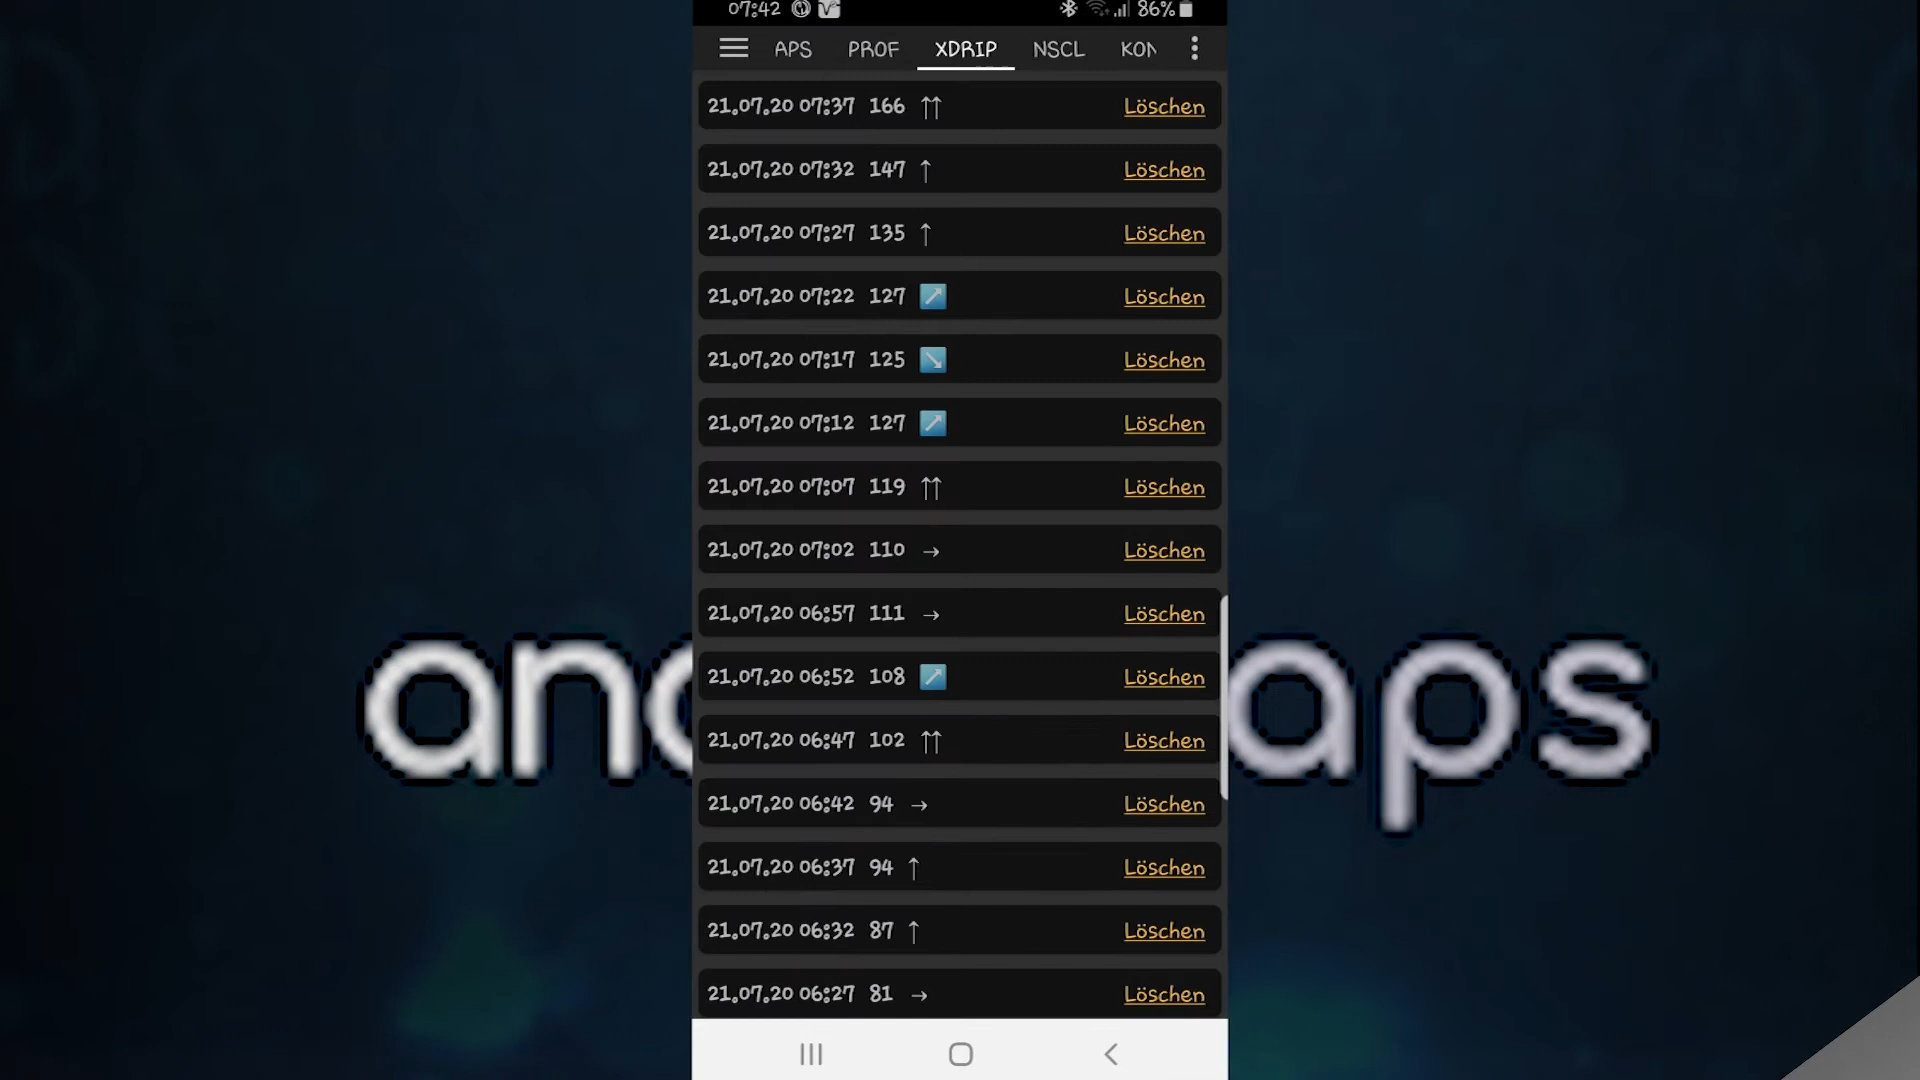 07:42 86%
APS PROF XDRIP NSCL KON
21.07.20 07:37 166 ↑↑ Löschen
21.07.20 07:32 147 ↑ Löschen
21.07.20 07:27 135 ↑ Löschen
21.07.20 07:22 127 ↗ Löschen
21.07.20 07:17 125 ↘ Löschen
21.07.20 07:12 127 ↗ Löschen
21.07.20 07:07 119 ↑↑ Löschen
21.07.20 07:02 110 → Löschen
21.07.20 06:57 111 → Löschen
21.07.20 06:52 108 ↗ Löschen
21.07.20 06:47 102 ↑↑ Löschen
21.07.20 06:42 94 → Löschen
21.07.20 06:37 94 ↑ Löschen
21.07.20 06:32 87 ↑ Löschen
21.07.20 06:27 81 → Löschen
an aps